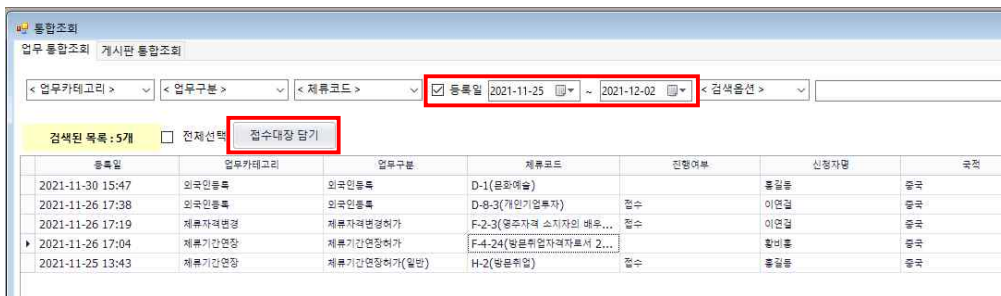 통합조회
업무 통합조회 게시판 통합조회
< 업무카테고리 > < 업무구분 > < 체류코드 > 등록일 2021-11-25 ~ 2021-12-02 < 검색옵션 >
검색된 목록 : 5개 전체선택 접수대장 담기
등록일 업무카테고리 업무구분 체류코드 진행여부 신청자명 국적
2021-11-30 15:47 외국인등록 외국인등록 D-1(문화예술) 홍길동 중국
2021-11-26 17:38 외국인등록 외국인등록 D-8-3(개인기업투자) 접수 이연걸 중국
2021-11-26 17:19 체류자격변경 체류자격변경허가 F-2-3(영주자격 소지자의 배우... 접수 이연걸 중국
2021-11-26 17:04 체류기간연장 체류기간연장허가 F-4-24(방문취업자격자로서 2... 황비홍 중국
2021-11-25 13:43 체류기간연장 체류기간연장허가(일반) H-2(방문취업) 접수 홍길동 중국